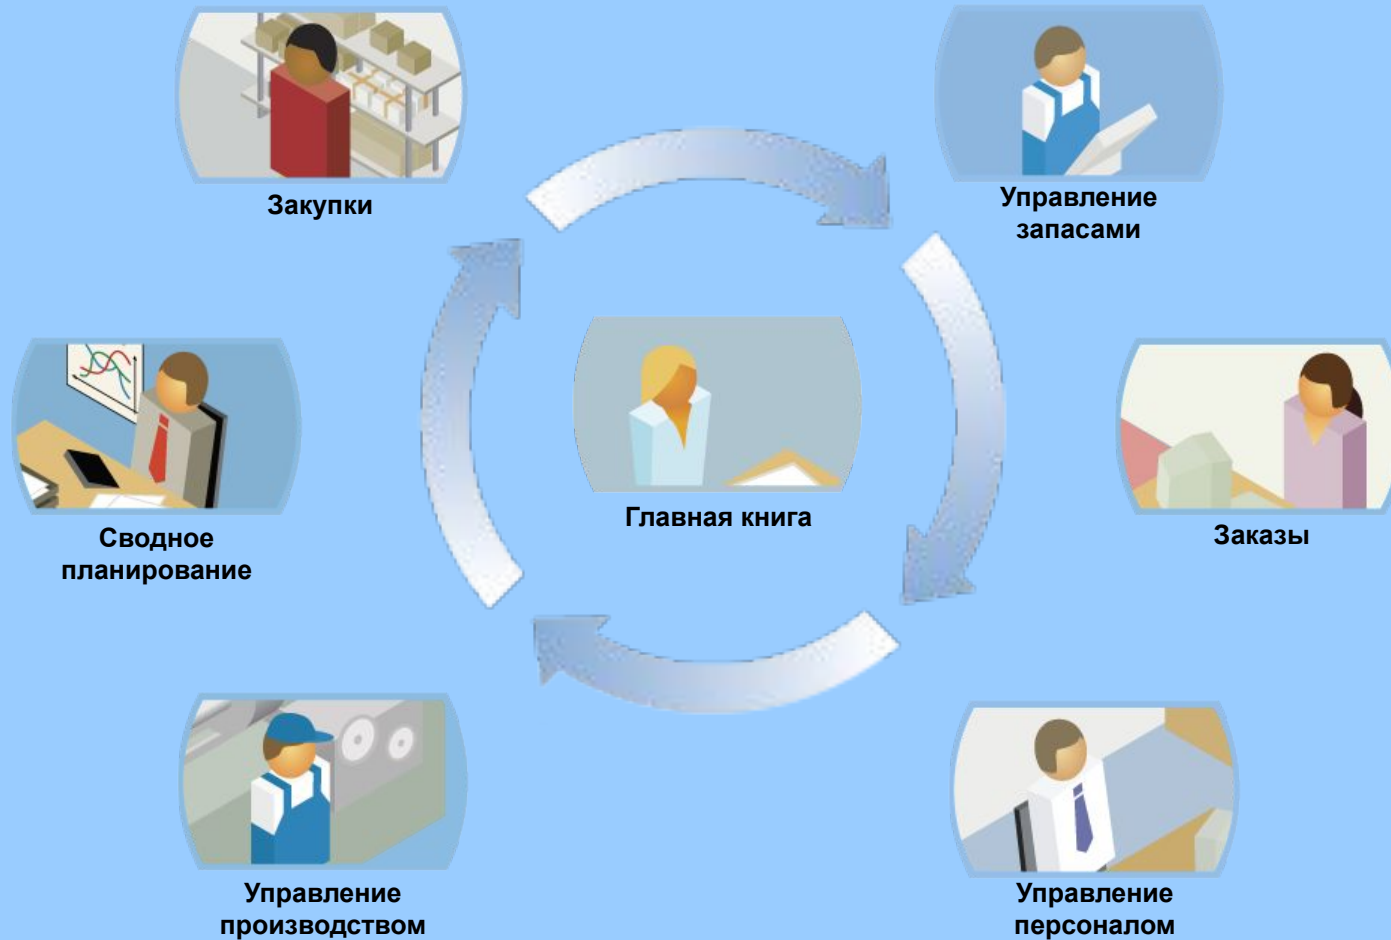 Закупки
Управление
запасами
Главная книга
Сводное
планирование
Заказы
Управление
производством
Управление
персоналом